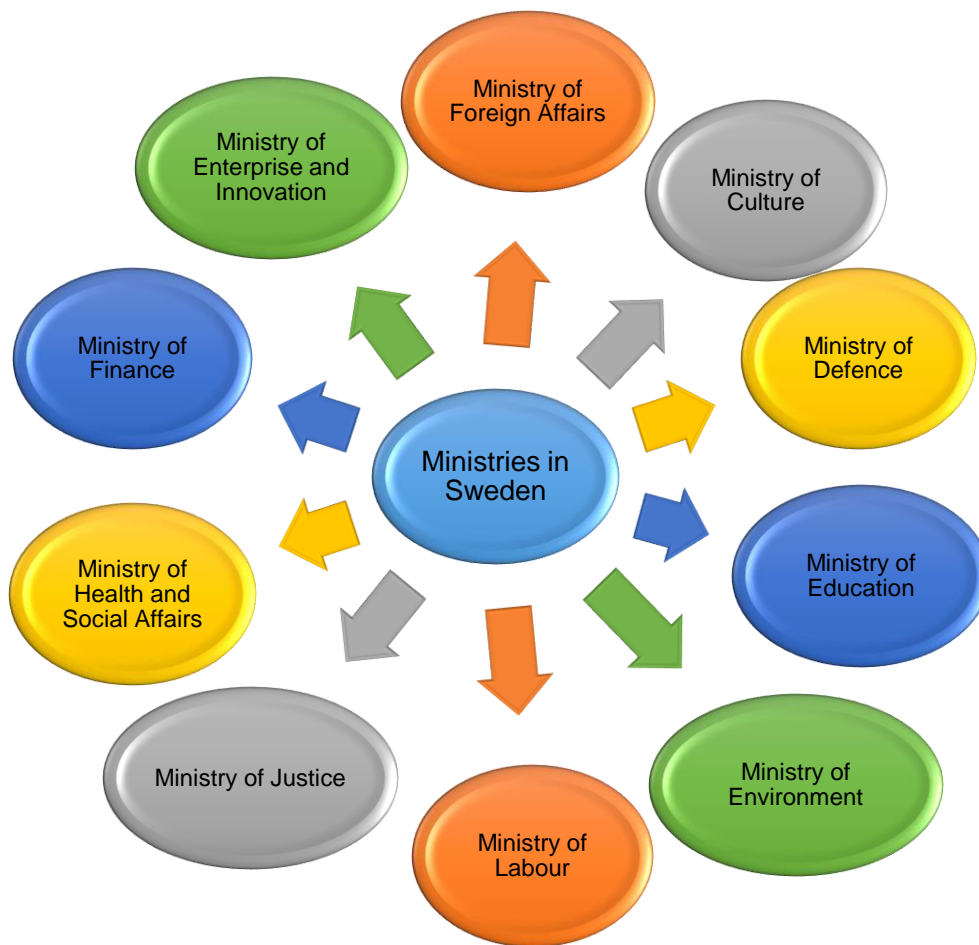 Ministry of
Foreign Affairs
Ministry of
Culture
Ministry of
Defence
Ministry of
Education
Ministry of
Environment
Ministry of
Labour
Ministry of Justice
Ministry of
Health and
Social Affairs
Ministry of
Finance
Ministry of
Enterprise and
Innovation
Ministries in
Sweden